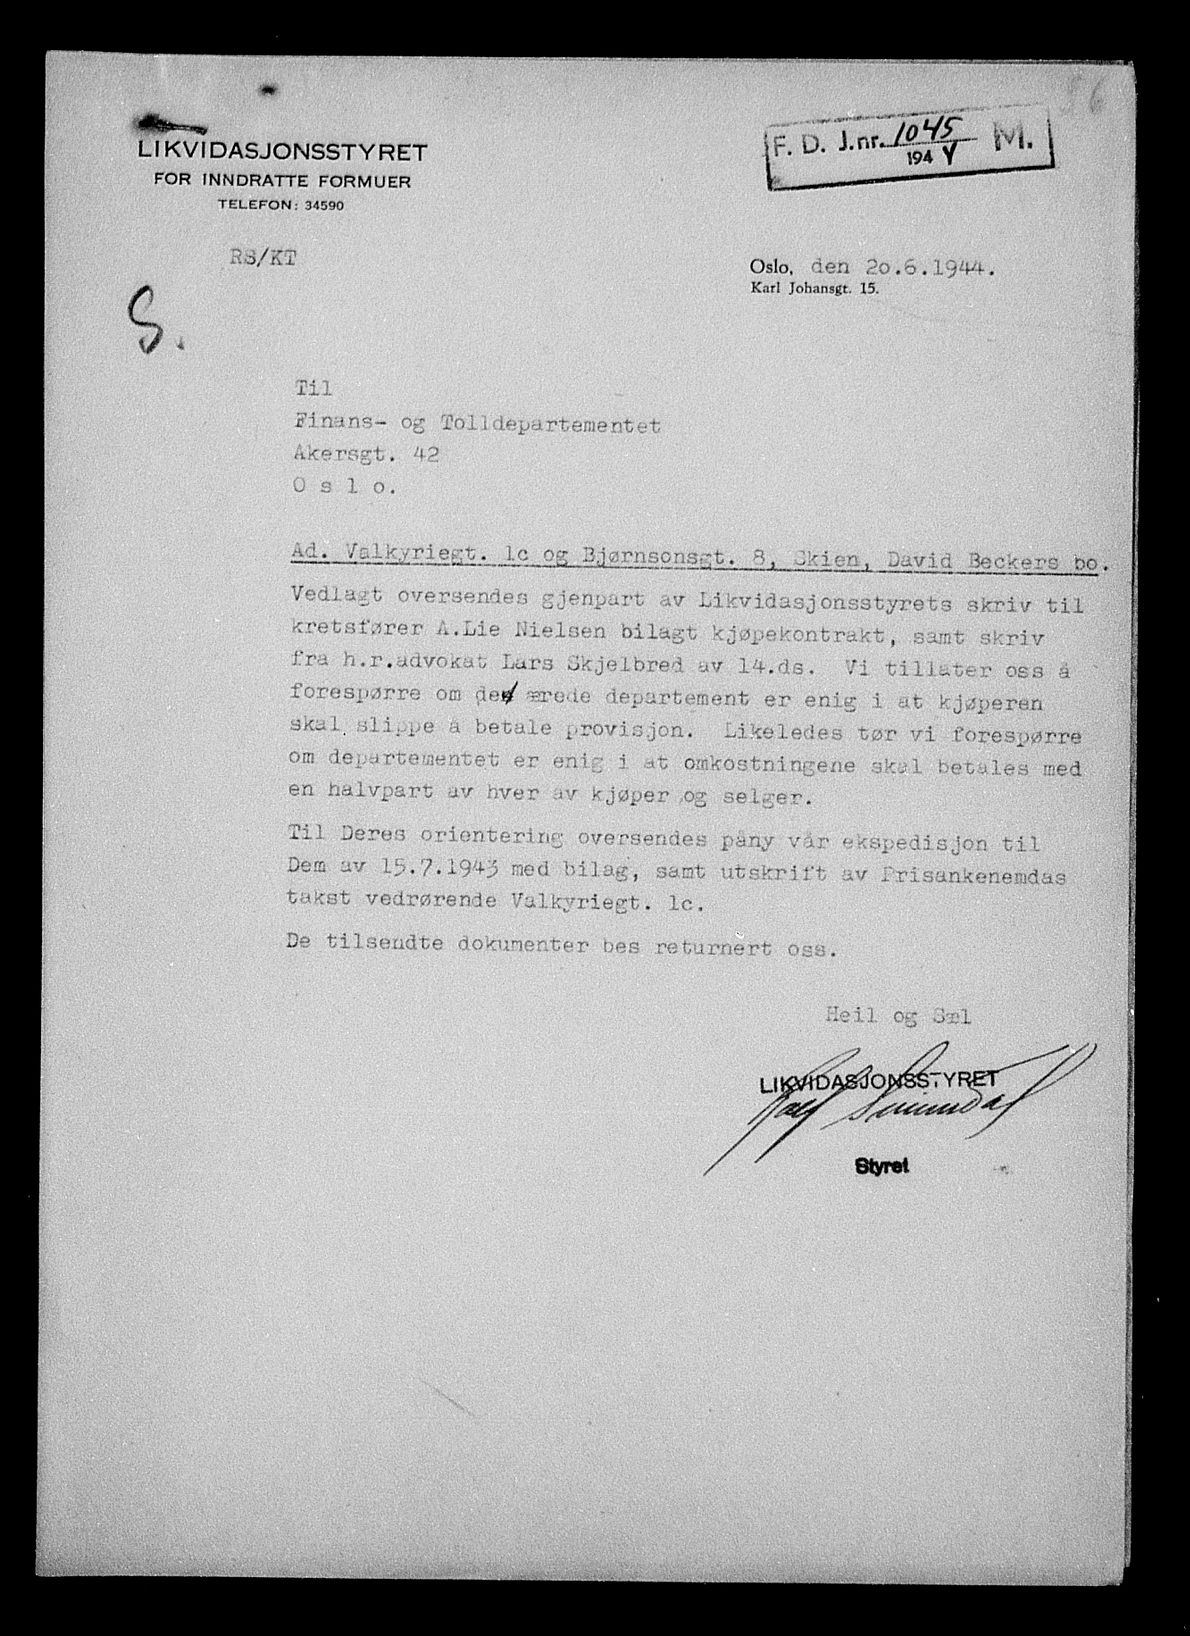 56
F. D. J.nr. 1045 M.
1944
LIKVIDASJONSSTYRET
FOR INNDRATTE FORMUER
TELEFON: 34590
RS/KT
Oslo, den 20.6.1944.
Karl Johansgt. 15.
S.
Til
Finans- og Tolldepartementet
Akersgt. 42
O s l o.
Ad. Valkyriegt. 1c og Bjørnsonsgt. 8, Skien, David Beckers bo.
Vedlagt oversendes gjenpart av Likvidasjonsstyrets skriv til
kretsfører A.Lie Nielsen bilagt kjøpekontrakt, samt skriv
fra h.r.advokat Lars Skjelbred av 14.ds. Vi tillater oss å
forespørre om det ærede departement er enig i at kjøperen
skal slippe å betale provisjon. Likeledes tør vi forespørre
om departementet er enig i at omkostningene skal betales med
en halvpart av hver av kjøper og selger.
Til Deres orientering oversendes påny vår ekspedisjon til
Dem av 15.7.1943 med bilag, samt utskrift av Prisankenemdas
takst vedrørende Valkyriegt. 1c.
De tilsendte dokumenter bes returnert oss.
Heil og Sæl
LIKVIDASJONSSTYRET
Styret